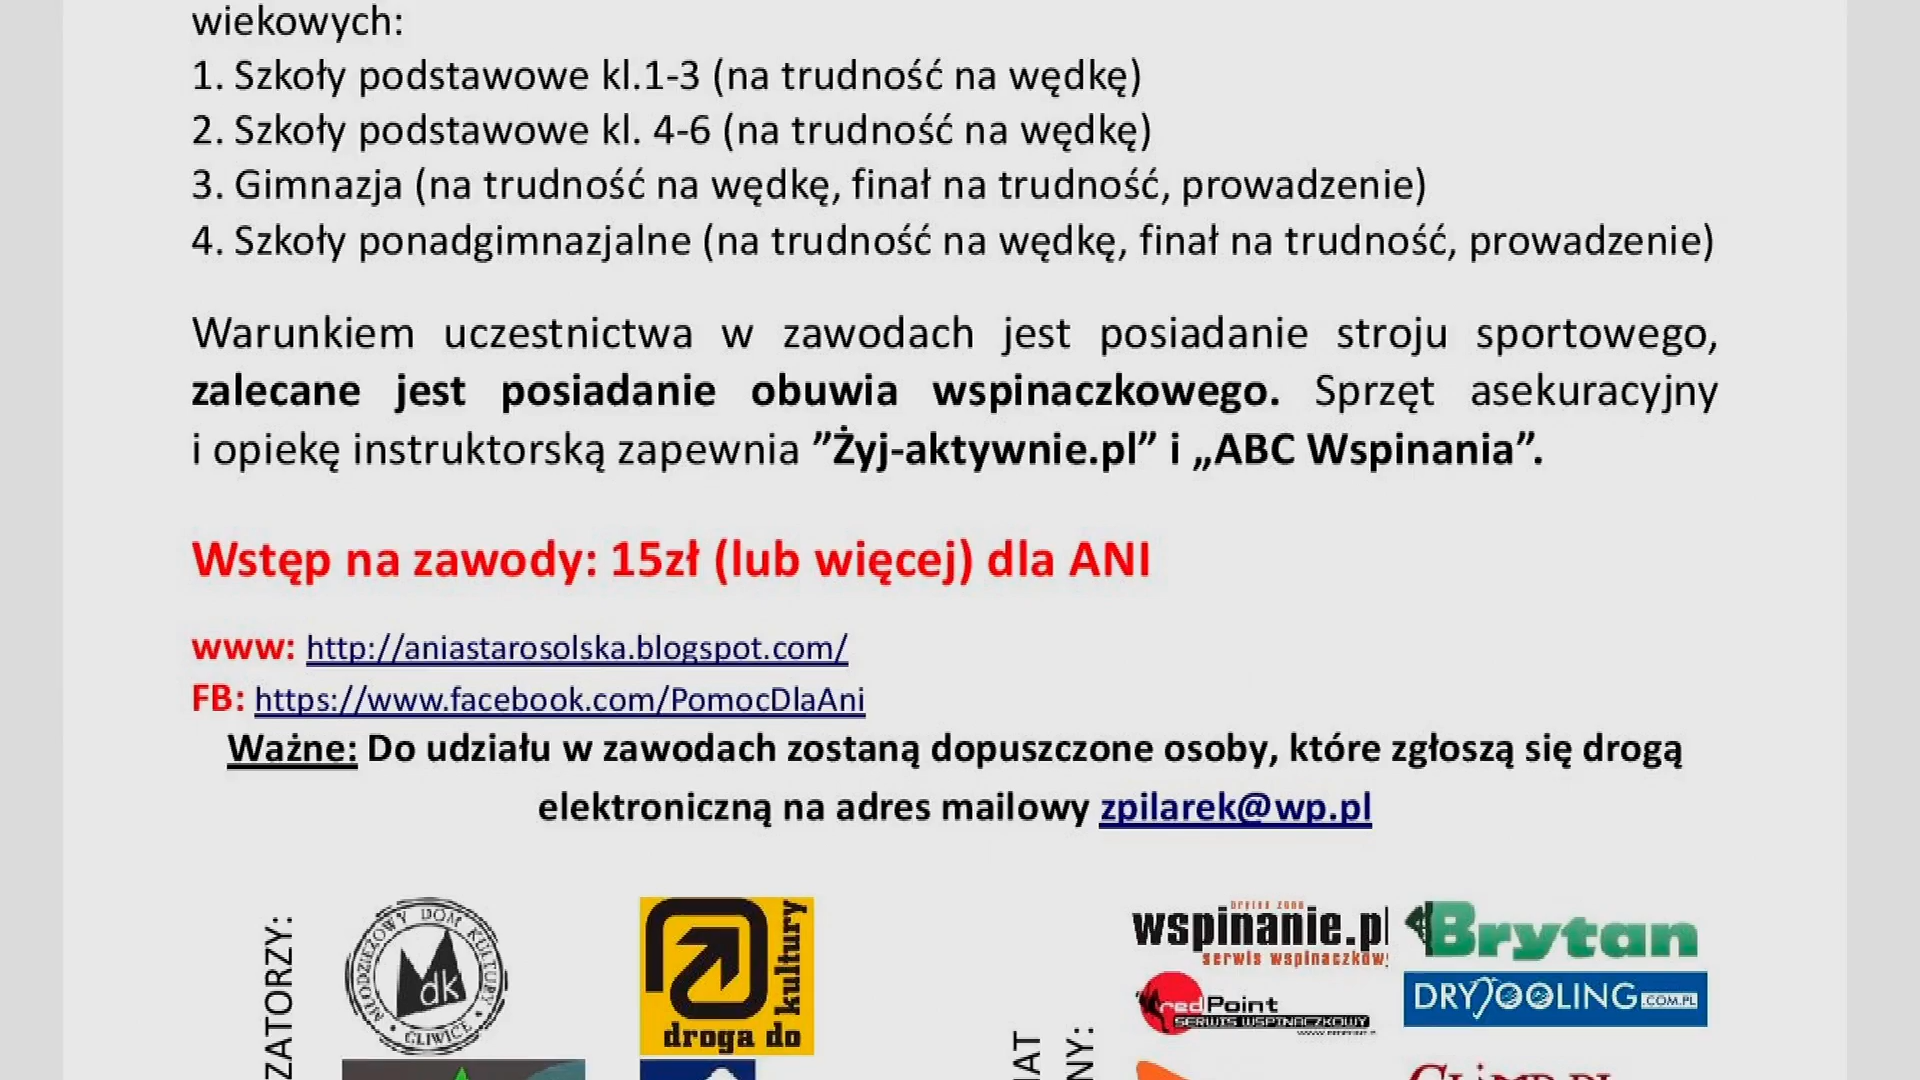 wiekowych:
1. Szkoły podstawowe kl.1-3 (na trudność na wędkę)
2. Szkoły podstawowe kl. 4-6 (na trudność na wędkę)
3. Gimnazja (na trudność na wędkę, finał na trudność, prowadzenie)
4. Szkoły ponadgimnazjalne (na trudność na wędkę, finał na trudność, prowadzenie)
Warunkiem uczestnictwa w zawodach jest posiadanie stroju sportowego,
zalecane jest posiadanie obuwia wspinaczkowego. Sprzęt asekuracyjny
i opiekę instruktorską zapewnia ”Żyj-aktywnie.pl” i „ABC Wspinania”.
Wstęp na zawody: 15zł (lub więcej) dla ANI
www: http://aniastarosolska.blogspot.com/
FB: https://www.facebook.com/PomocDlaAni
Ważne: Do udziału w zawodach zostaną dopuszczone osoby, które zgłoszą się drogą
elektroniczną na adres mailowy zpilarek@wp.pl
ZATORZY:
MŁODZIEŻOWY DOM KULTURY
dk
GLIWICE
droga do
kultury
IAT
NY:
wspinanie.pl
serwis wspinaczkowy
Brytan
redPoint
SERWIS WSPINACZKOWY
DRYTOOLING.COM.PL